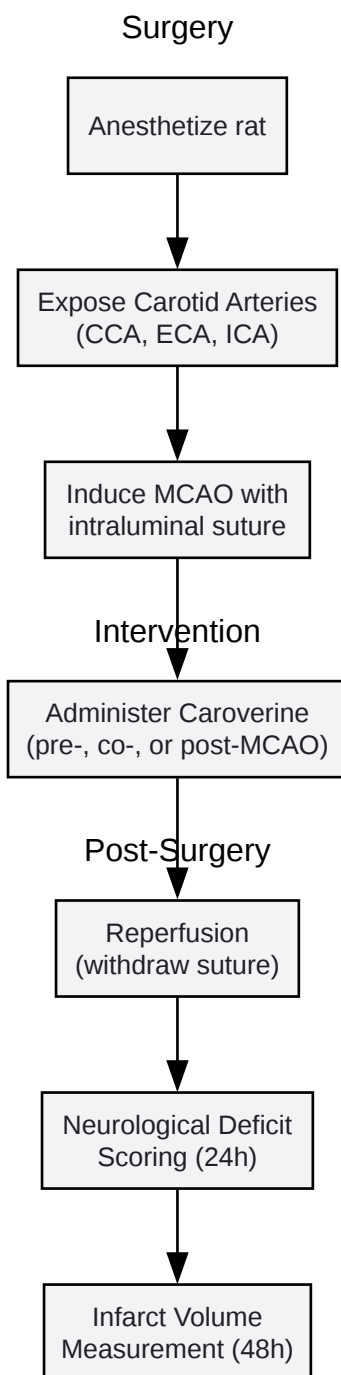 Surgery
Anesthetize rat
Expose Carotid Arteries
(CCA, ECA, ICA)
Induce MCAO with
intraluminal suture
Intervention
Administer Caroverine
(pre-, co-, or post-MCAO)
Post-Surgery
Reperfusion
(withdraw suture)
Neurological Deficit
Scoring (24h)
Infarct Volume
Measurement (48h)